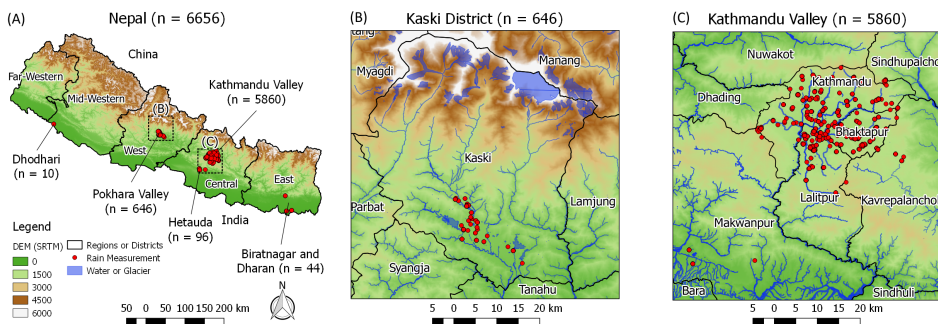 (A)
Nepal (n = 6656)
China
Far-Western
Mid-Western
Kathmandu Valley
(n = 5860)
(B)
(C)
West
Dhodhari
(n = 10)
Central
East
Pokhara Valley
(n = 646)
Hetauda
(n = 96)
India
Biratnagar and
Dharan (n = 44)
Legend
DEM (SRTM)
0
1500
3000
4500
6000
Regions or Districts
Rain Measurement
Water or Glacier
N
50 0 50 100 150 200 km
(B)
Kaski District (n = 646)
tang
Manang
Myagdi
Kaski
Parbat
Lamjung
Syangja
Tanahu
5 0 5 10 15 20 km
(C)
Kathmandu Valley (n = 5860)
Nuwakot
Sindhupalcho
Kathmandu
Dhading
Bhaktapur
Lalitpur
Kavrepalancho
Makwanpur
Bara
Sindhuli
5 0 5 10 15 20 km